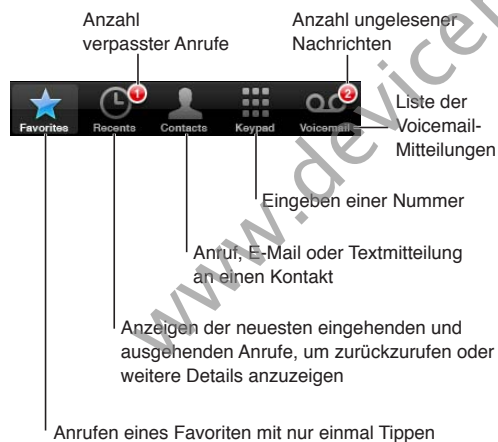 Anzahl
verpasster Anrufe
Anzahl ungelesener
Nachrichten
1
2
Favorites
Recents
Contacts
Keypad
Voicemail
Liste der
Voicemail-
Mitteilungen
Eingeben einer Nummer
Anruf, E-Mail oder Textmitteilung
an einen Kontakt
Anzeigen der neuesten eingehenden und
ausgehenden Anrufe, um zurückzurufen oder
weitere Details anzuzeigen
Anrufen eines Favoriten mit nur einmal Tippen